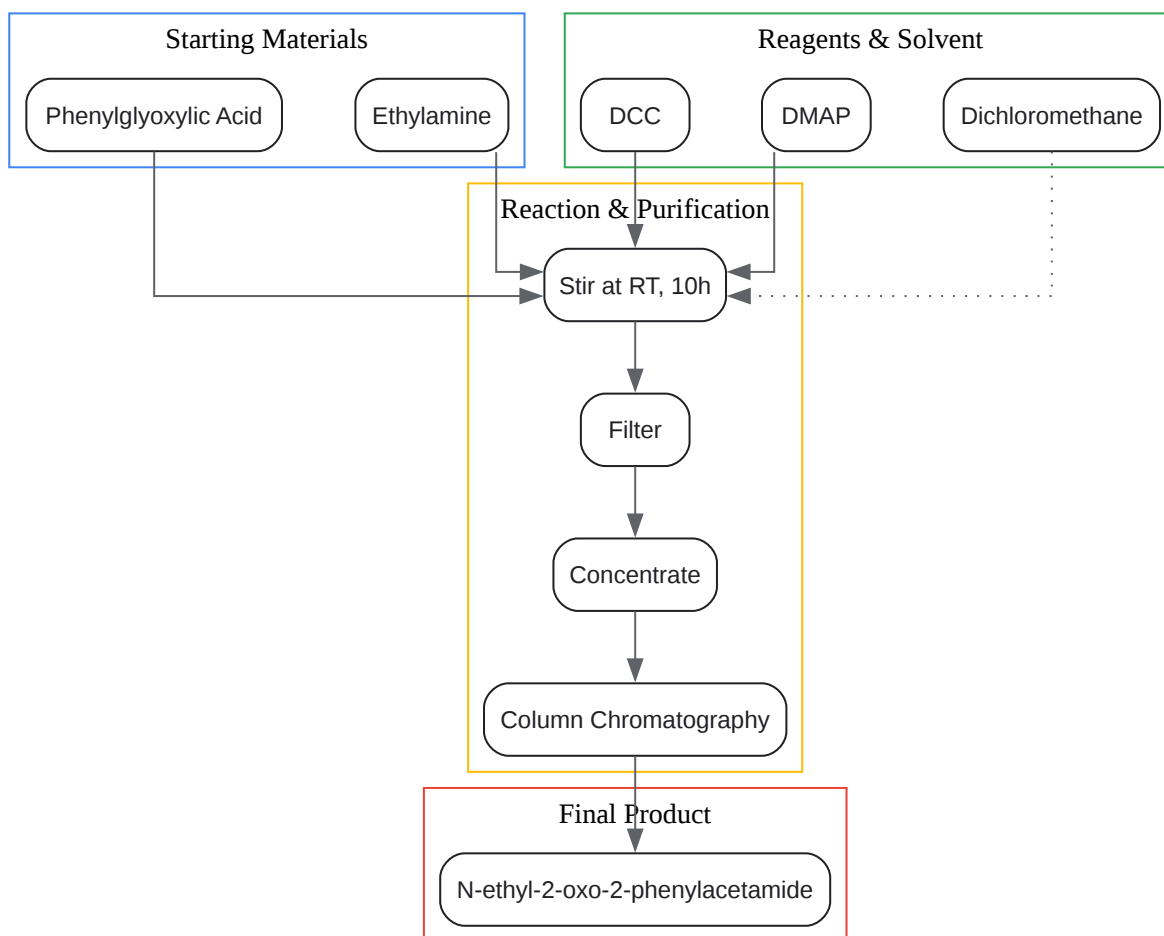 Starting Materials
Reagents & Solvent
Phenylglyoxylic Acid
Ethylamine
DCC
DMAP
Dichloromethane
Reaction & Purification
Stir at RT, 10h
Filter
Concentrate
Column Chromatography
Final Product
N-ethyl-2-oxo-2-phenylacetamide